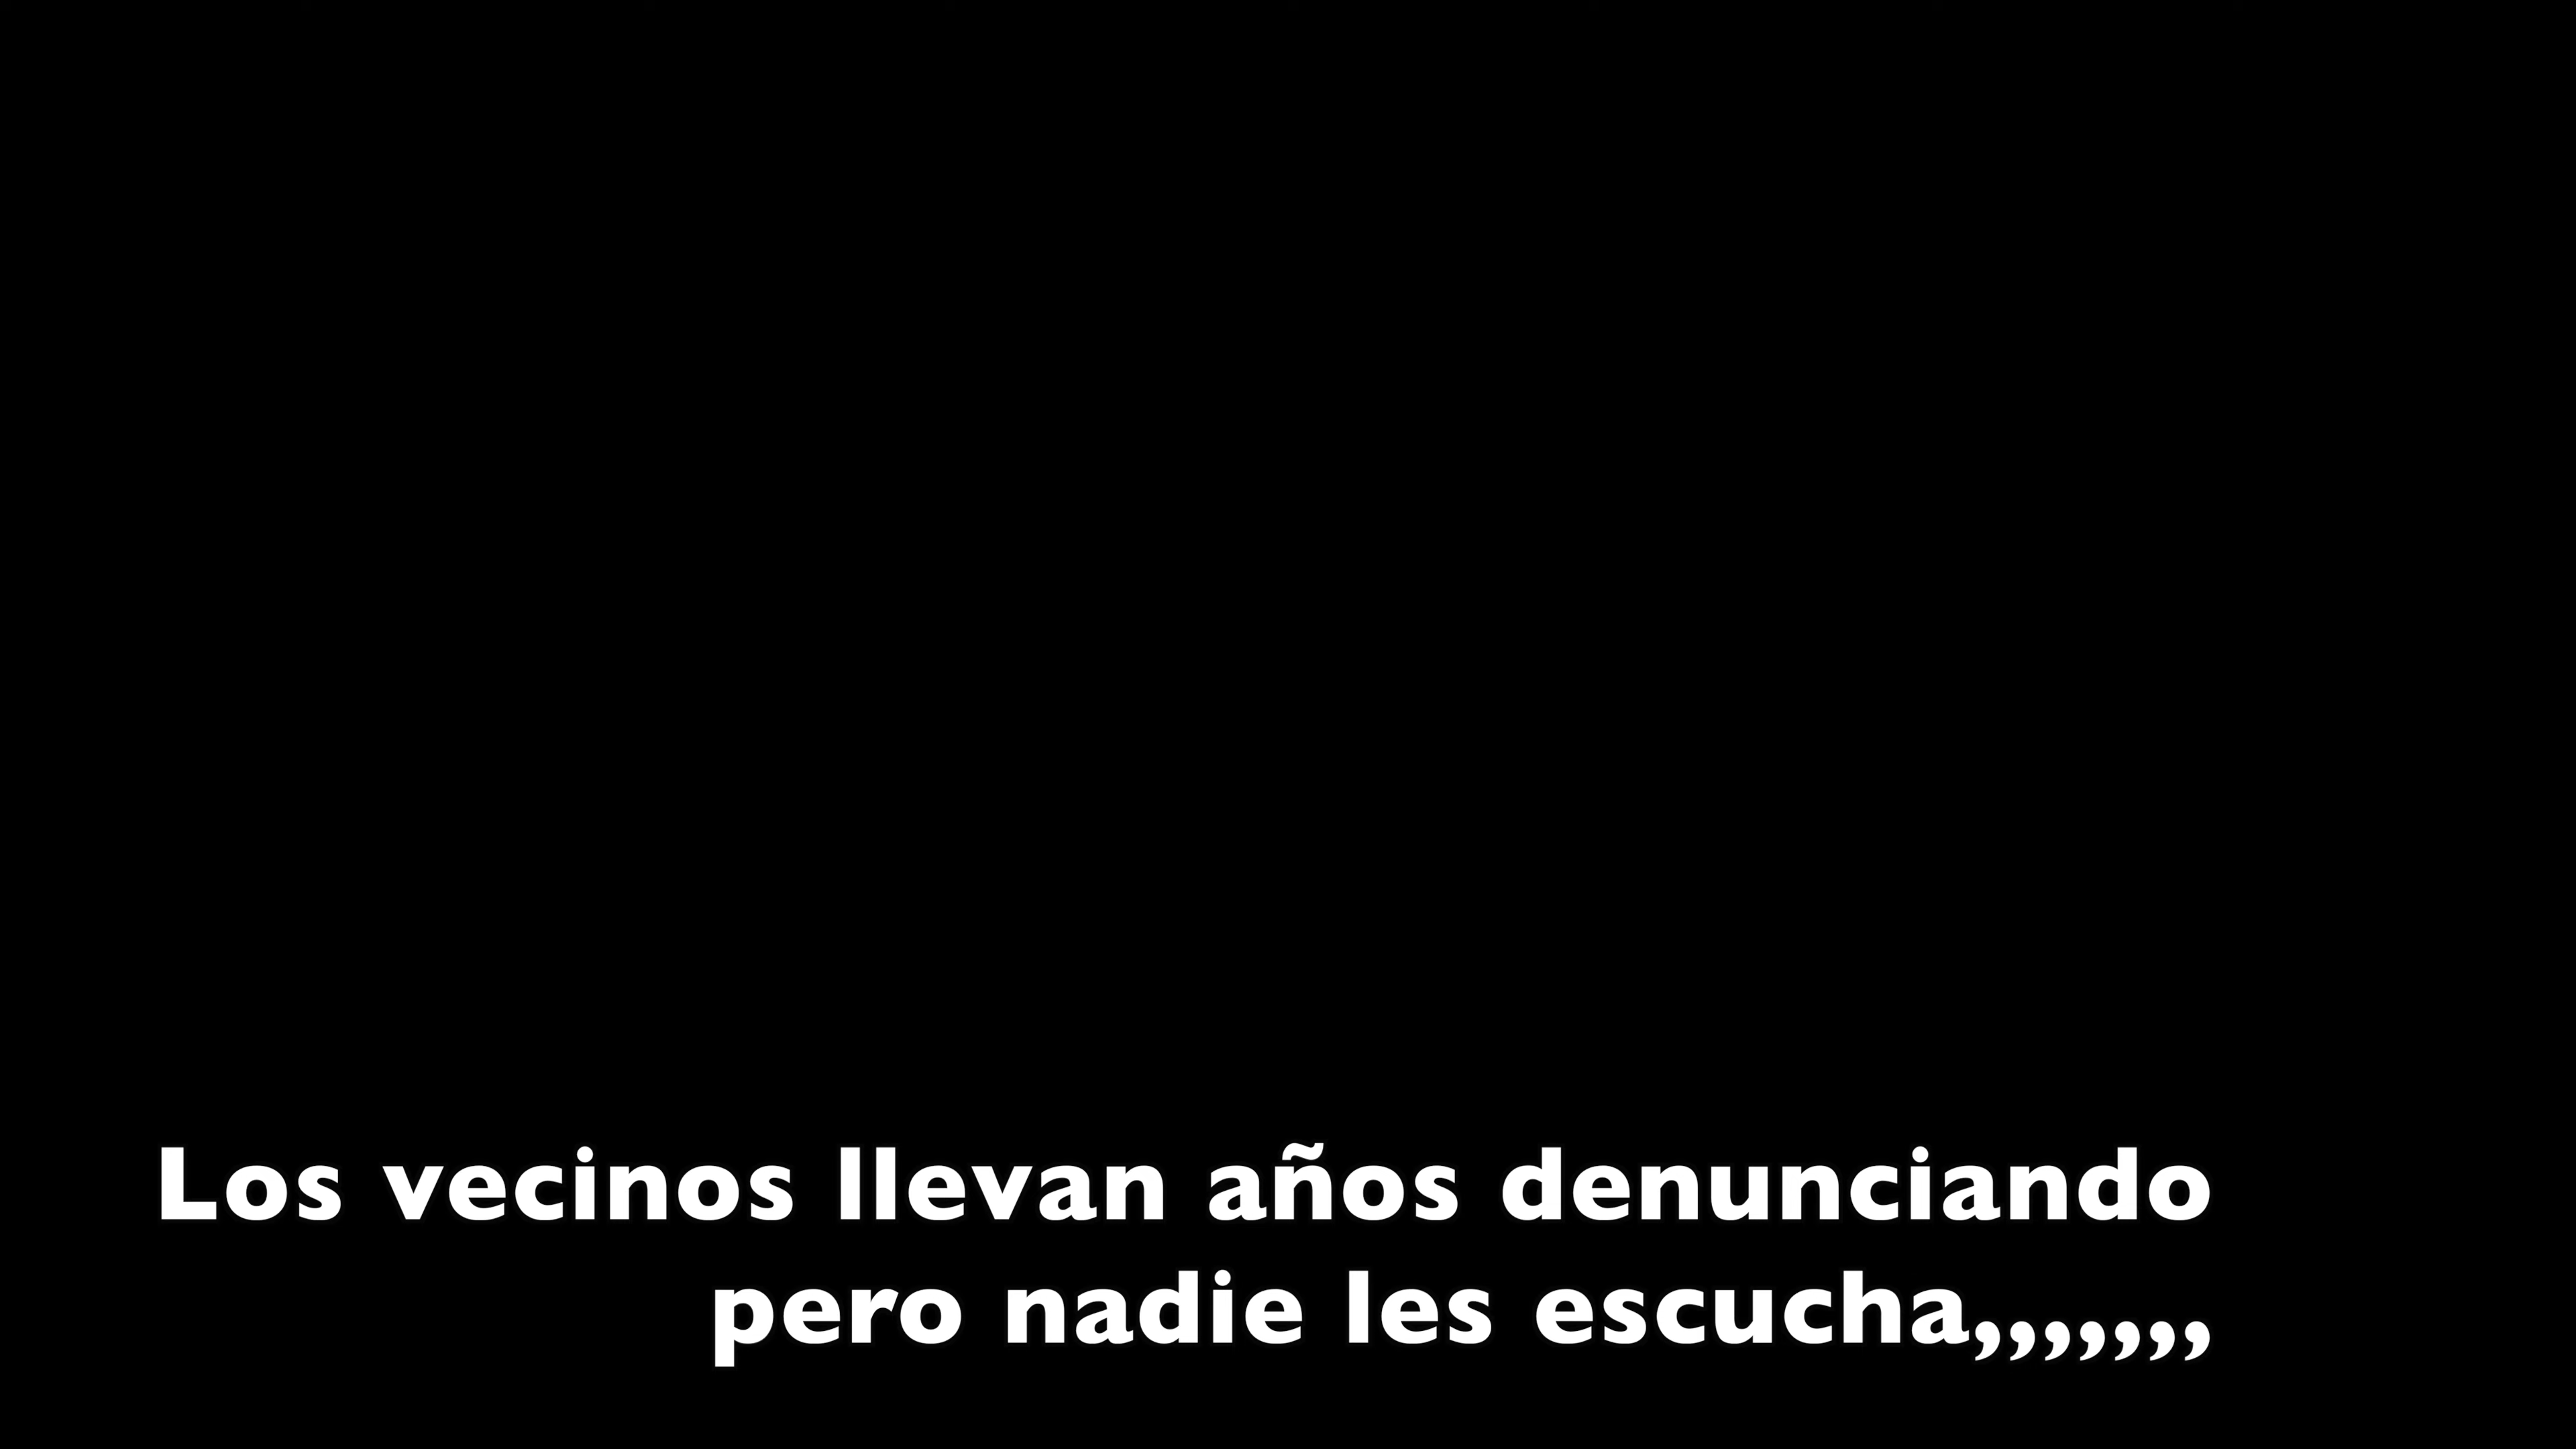 Los vecinos llevan años denunciando
pero nadie les escucha,,,,,,,